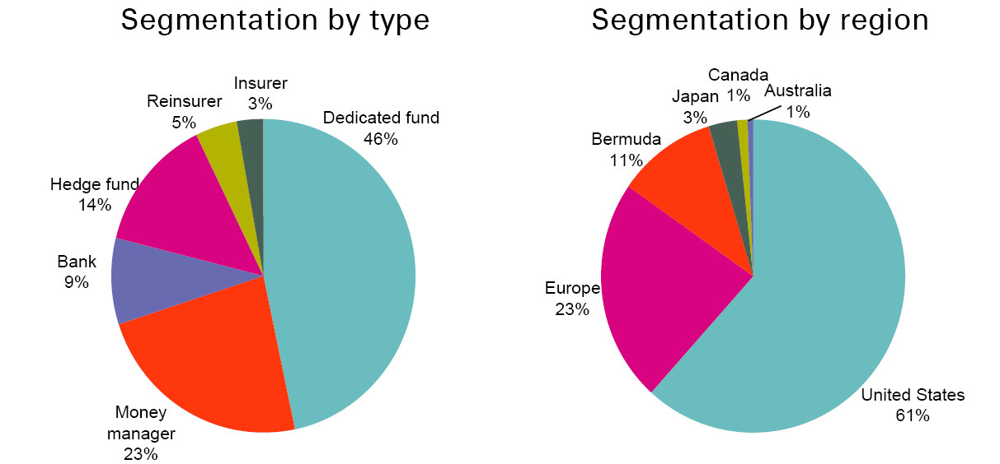 Segmentation by type
Insurer
3%
Reinsurer
5%
Dedicated fund
46%
Hedge fund
14%
Bank
9%
Money
manager
23%
Segmentation by region
Canada
1%
Australia
1%
Japan
3%
Bermuda
11%
Europe
23%
United States
61%